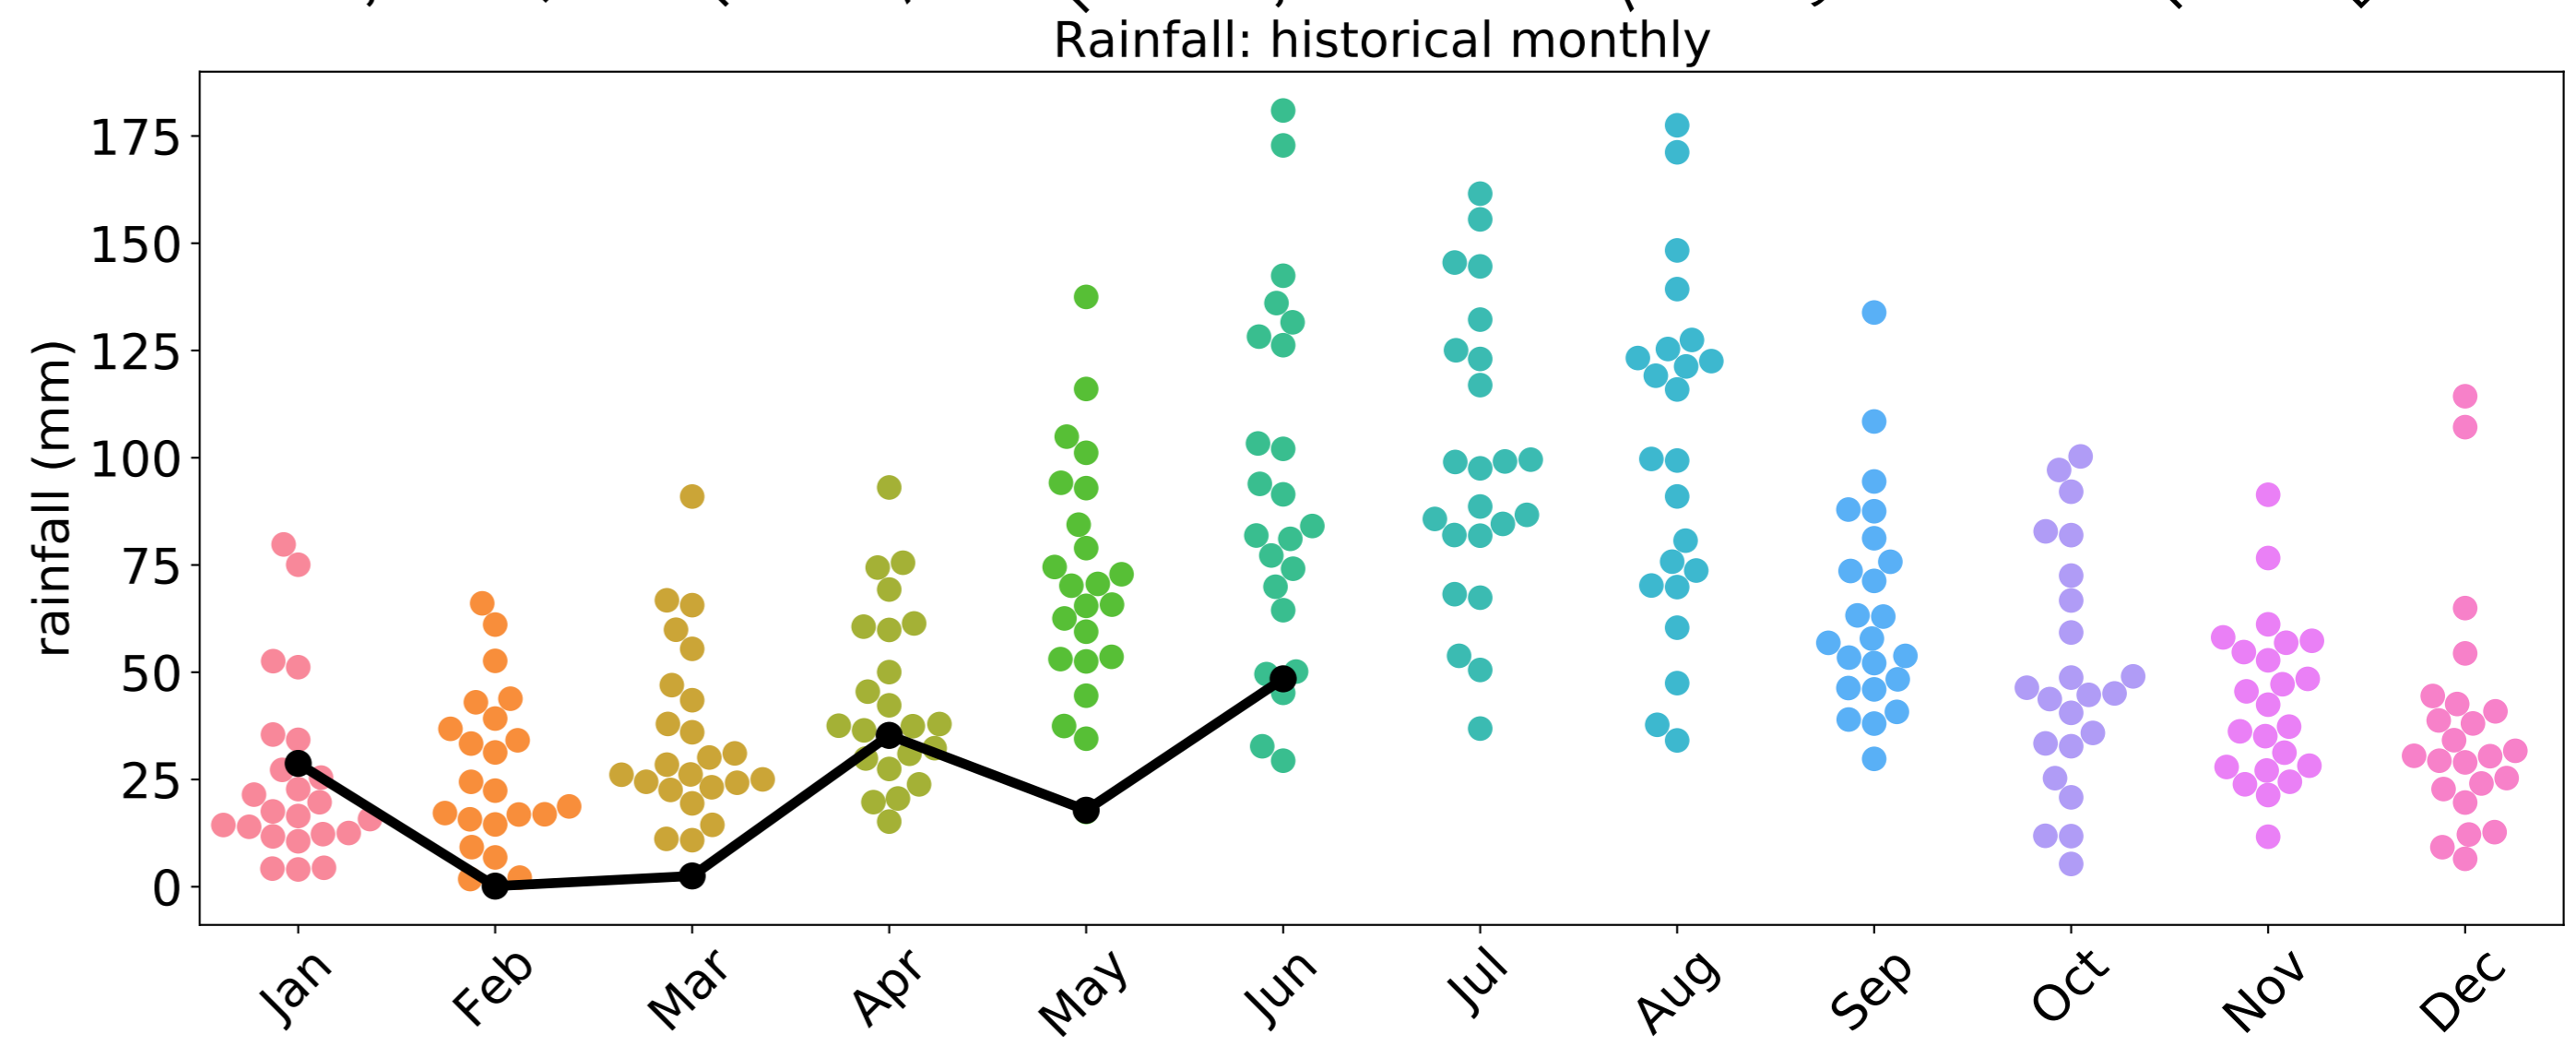 Rainfall: historical monthly
rainfall (mm)
175
150
125
100
75
50
25
0
Jan
Feb
Mar
Apr
May
Jun
Jul
Aug
Sep
Oct
Nov
Dec